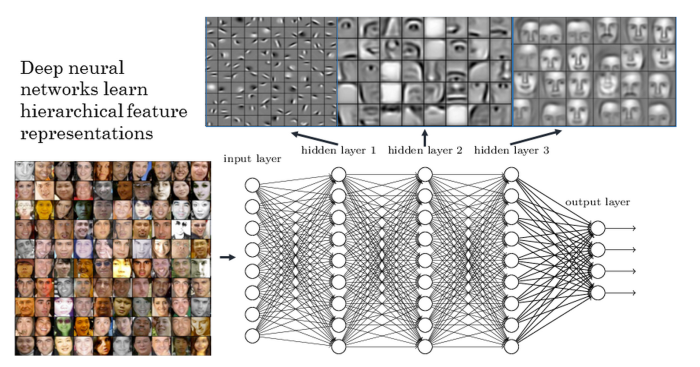 Deep neural
networks learn
hierarchical feature
representations
hidden layer 1 hidden layer 2 hidden layer 3
input layer
output layer